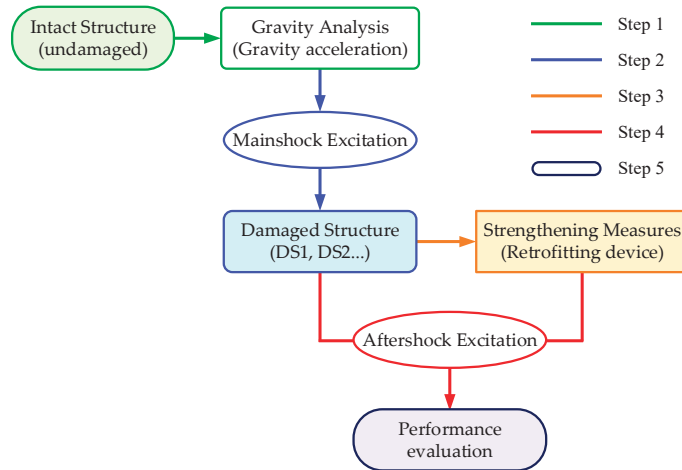 Intact Structure
(undamaged)
Gravity Analysis
(Gravity acceleration)
Step 1
Step 2
Step 3
Step 4
Step 5
Mainshock Excitation
Damaged Structure
(DS1, DS2...)
Strengthening Measures
(Retrofitting device)
Aftershock Excitation
Performance
evaluation